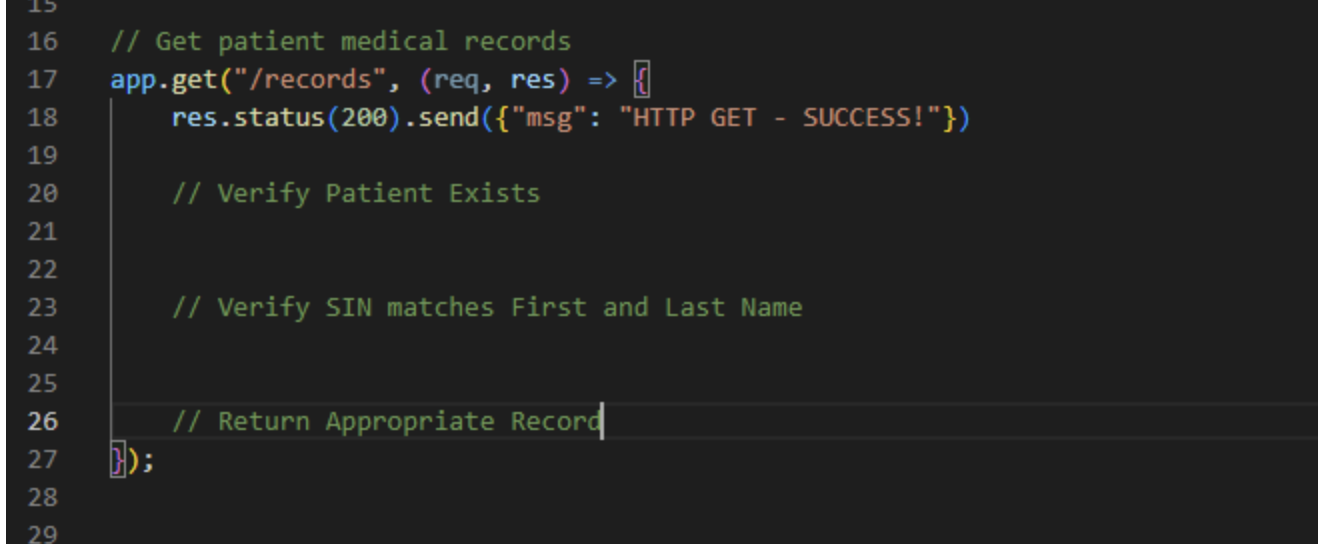 15
16 // Get patient medical records
17 app.get("/records", (req, res) => {
18 res.status(200).send({"msg": "HTTP GET - SUCCESS!"})
19
20 // Verify Patient Exists
21
22
23 // Verify SIN matches First and Last Name
24
25
26 // Return Appropriate Record
27 });
28
29